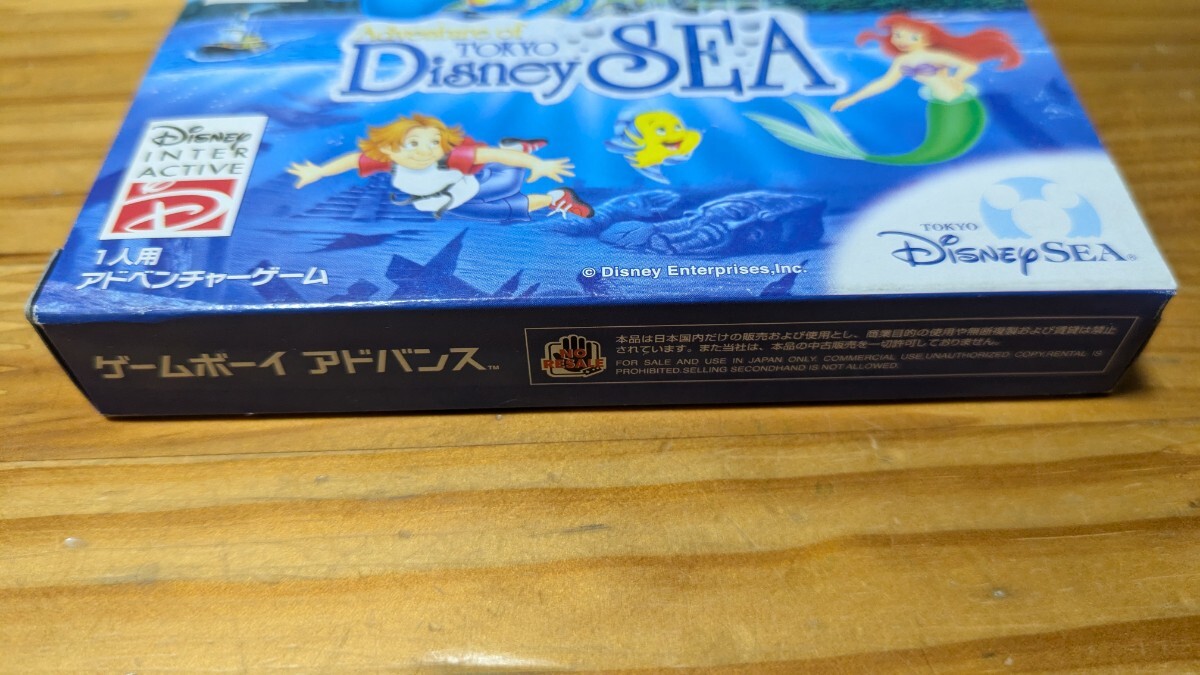 Adventure of
TOKYO
Disney SEA
Disney
INTER
ACTIVE
1人用
アドベンチャーゲーム
© Disney Enterprises,Inc.
TOKYO
Disney SEA®
ゲームボーイ アドバンス™
NO
RESALE
本品は日本国内だけの販売および使用とし、商業目的の使用や無断複製および賃貸は禁止
されています。また当社は、本品の中古販売を一切許可しておりません。
FOR SALE AND USE IN JAPAN ONLY. COMMERCIAL USE,UNAUTHORIZED COPY,RENTAL IS
PROHIBITED.SELLING SECONDHAND IS NOT ALLOWED.